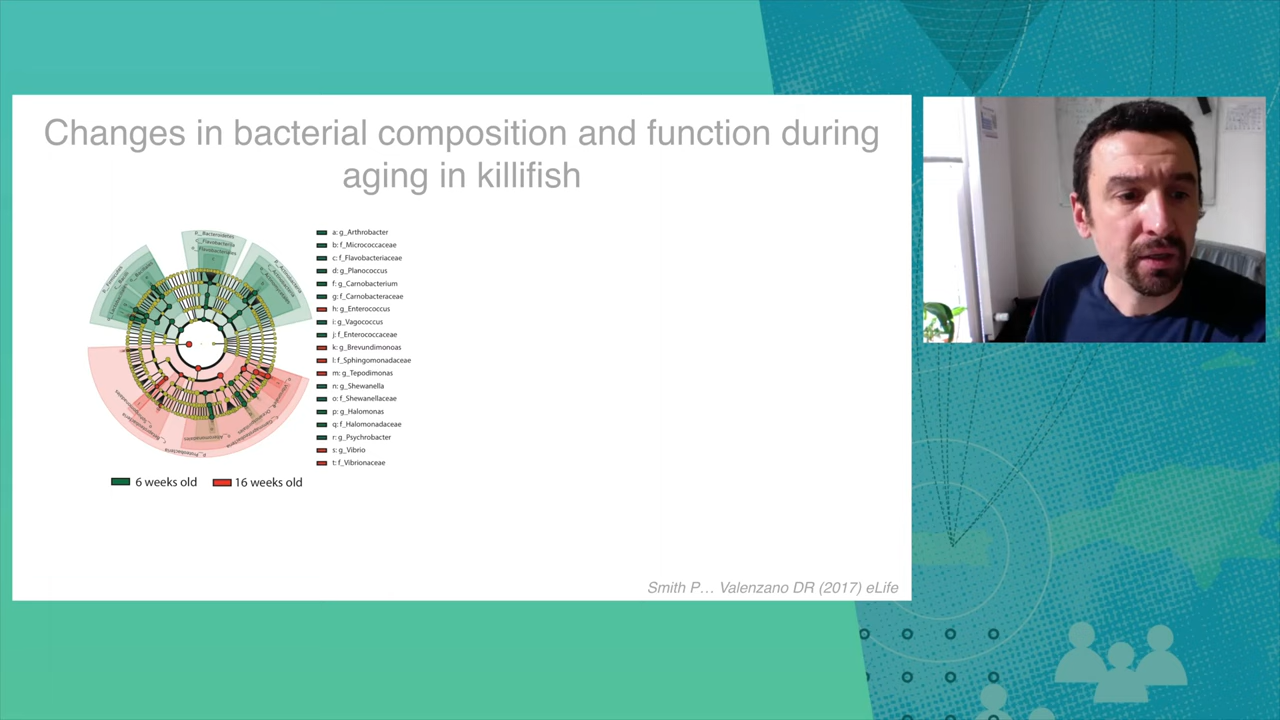 Changes in bacterial composition and function during
aging in killifish
a: g_Arthrobacter
b: f_Micrococcaceae
c: f_Flavobacteriaceae
d: g_Planococcus
f: g_Carnobacterium
g: f_Carnobacteraceae
h: g_Enterococcus
i: g_Vagococcus
j: f_Enterococcaceae
k: g_Brevundimonoas
l: f_Sphingomonadaceae
m: g_Tepodimonas
n: g_Shewanella
o: f_Shewanellaceae
p: g_Halomonas
q: f_Halomonadaceae
r: g_Psychrobacter
s: g_Vibrio
t: f_Vibrionaceae
6 weeks old 16 weeks old
Smith P... Valenzano DR (2017) eLife